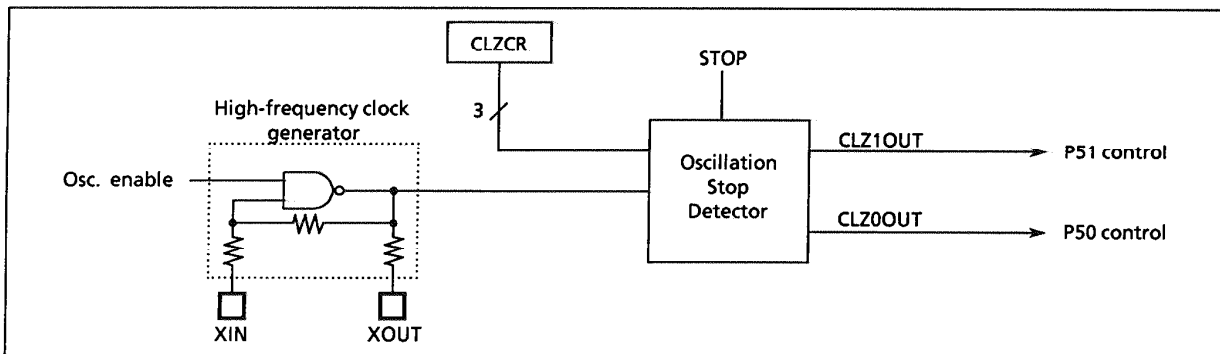 CLZCR
STOP
3
High-frequency clock
generator
Osc. enable
Oscillation
Stop
Detector
CLZ1OUT
P51 control
CLZ0OUT
P50 control
XIN
XOUT